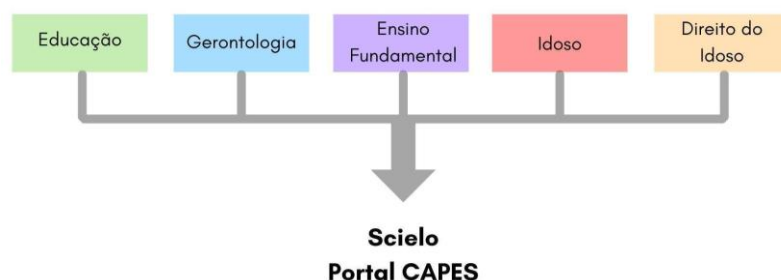 Educação
Gerontologia
Ensino
Fundamental
Idoso
Direito do
Idoso
Scielo
Portal CAPES